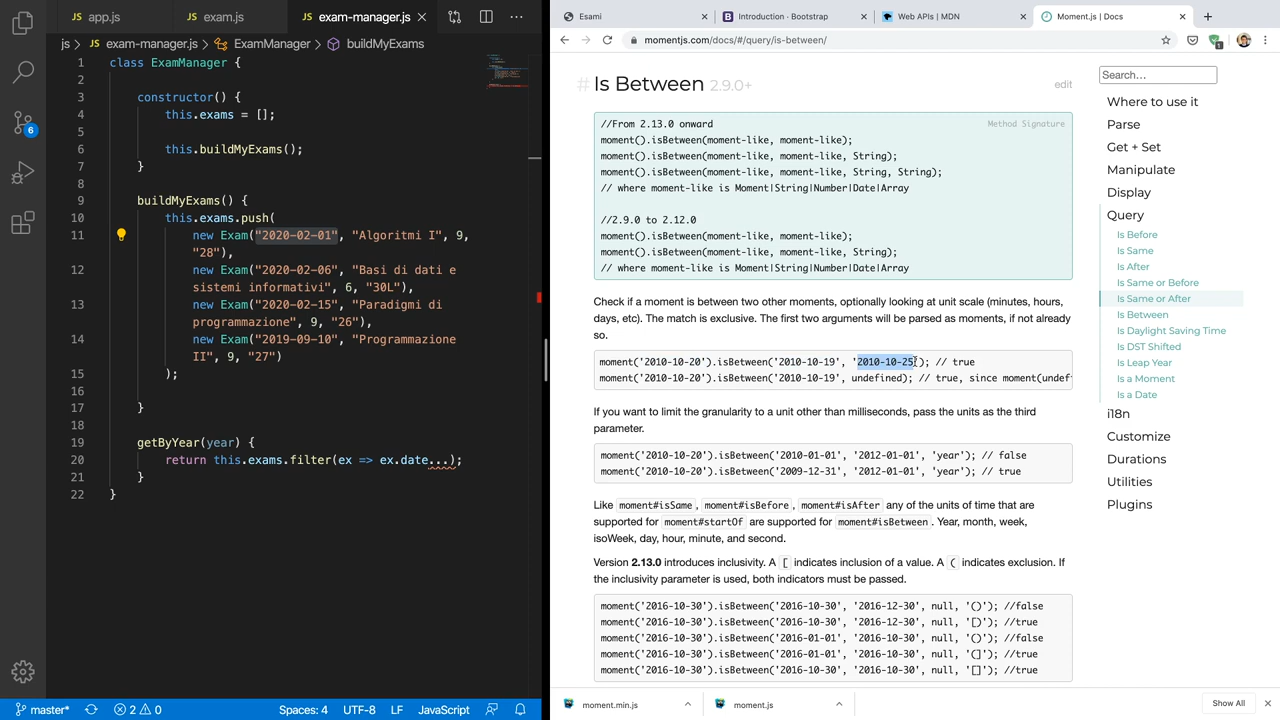 app.js
exam.js
exam-manager.js
js > exam-manager.js > ExamManager > buildMyExams
1 class ExamManager {
2
3 constructor() {
4 this.exams = [];
5
6 this.buildMyExams();
7 }
8
9 buildMyExams() {
10 this.exams.push(
11 new Exam("2020-02-01", "Algoritmi I", 9,
"28"),
12 new Exam("2020-02-06", "Basi di dati e
sistemi informativi", 6, "30L"),
13 new Exam("2020-02-15", "Paradigmi di
programmazione", 9, "26"),
14 new Exam("2019-09-10", "Programmazione
II", 9, "27")
15 );
16
17 }
18
19 getByYear(year) {
20 return this.exams.filter(ex => ex.date...);
21 }
22 }
6
master*
2 0
Spaces: 4
UTF-8
LF
JavaScript
Esami
Introduction · Bootstrap
Web APIs | MDN
Moment.js | Docs
momentjs.com/docs/#/query/is-between/
# Is Between 2.9.0+
edit
Method Signature
//From 2.13.0 onward
moment().isBetween(moment-like, moment-like);
moment().isBetween(moment-like, moment-like, String);
moment().isBetween(moment-like, moment-like, String, String);
// where moment-like is Moment|String|Number|Date|Array
//2.9.0 to 2.12.0
moment().isBetween(moment-like, moment-like);
moment().isBetween(moment-like, moment-like, String);
// where moment-like is Moment|String|Number|Date|Array
Check if a moment is between two other moments, optionally looking at unit scale (minutes, hours,
days, etc). The match is exclusive. The first two arguments will be parsed as moments, if not already
so.
moment('2010-10-20').isBetween('2010-10-19', '2010-10-25'); // true
moment('2010-10-20').isBetween('2010-10-19', undefined); // true, since moment(undef
If you want to limit the granularity to a unit other than milliseconds, pass the units as the third
parameter.
moment('2010-10-20').isBetween('2010-01-01', '2012-01-01', 'year'); // false
moment('2010-10-20').isBetween('2009-12-31', '2012-01-01', 'year'); // true
Like moment#isSame, moment#isBefore, moment#isAfter any of the units of time that are
supported for moment#startOf are supported for moment#isBetween. Year, month, week,
isoWeek, day, hour, minute, and second.
Version 2.13.0 introduces inclusivity. A [ indicates inclusion of a value. A ( indicates exclusion. If
the inclusivity parameter is used, both indicators must be passed.
moment('2016-10-30').isBetween('2016-10-30', '2016-12-30', null, '()'); //false
moment('2016-10-30').isBetween('2016-10-30', '2016-12-30', null, '[)'); //true
moment('2016-10-30').isBetween('2016-01-01', '2016-10-30', null, '()'); //false
moment('2016-10-30').isBetween('2016-01-01', '2016-10-30', null, '(]'); //true
moment('2016-10-30').isBetween('2016-10-30', '2016-10-30', null, '[]'); //true
Search...
Where to use it
Parse
Get + Set
Manipulate
Display
Query
Is Before
Is Same
Is After
Is Same or Before
Is Same or After
Is Between
Is Daylight Saving Time
Is DST Shifted
Is Leap Year
Is a Moment
Is a Date
i18n
Customize
Durations
Utilities
Plugins
moment.min.js
moment.js
Show All